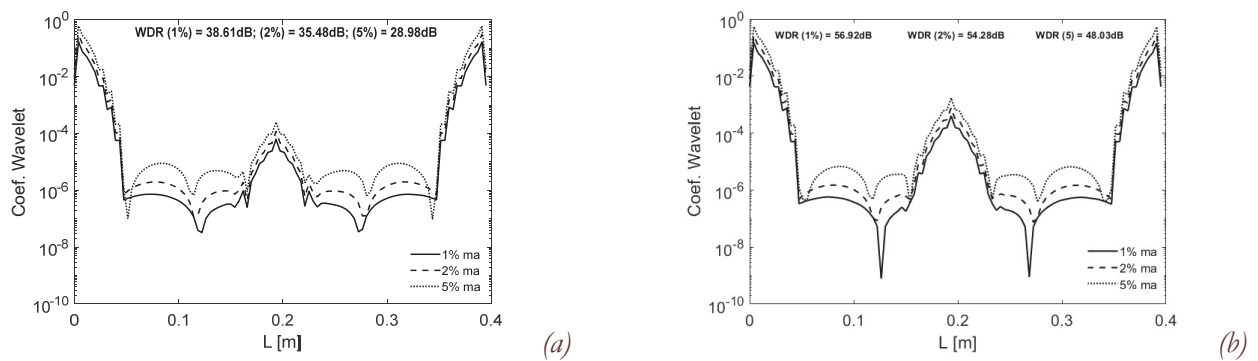 WDR (1%) = 38.61dB; (2%) = 35.48dB; (5%) = 28.98dB
10^0
10^-2
10^-4
10^-6
10^-8
10^-10
Coef. Wavelet
1% ma
2% ma
5% ma
0 0.1 0.2 0.3 0.4
L [m]
(a)
WDR (1%) = 56.92dB WDR (2%) = 54.28dB WDR (5) = 48.03dB
10^0
10^-2
10^-4
10^-6
10^-8
10^-10
Coef. Wavelet
1% ma
2% ma
5% ma
0 0.1 0.2 0.3 0.4
L [m]
(b)